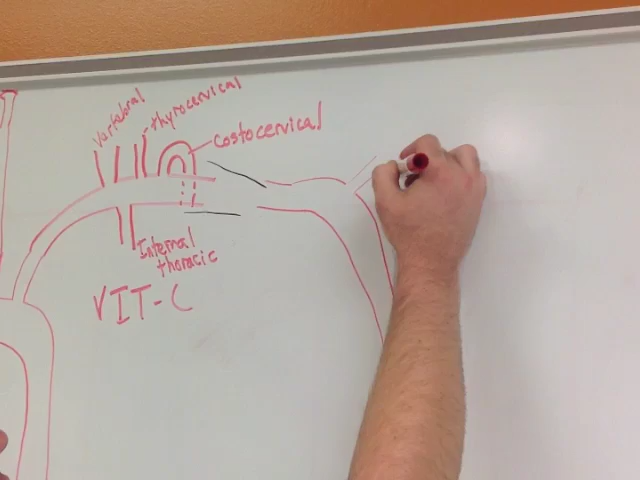 Vertebral
thyrocervical
costocervical
Internal
thoracic
VIT-C